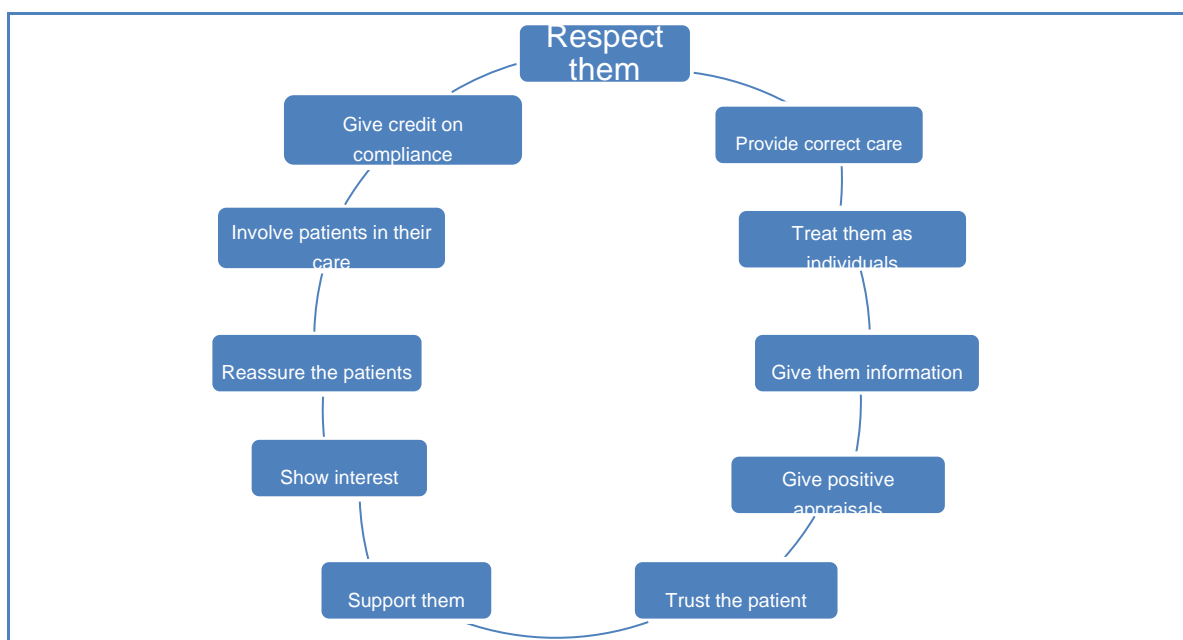 Respect
them
Provide correct care
Treat them as
individuals
Give them information
Give positive
appraisals
Trust the patient
Support them
Show interest
Reassure the patients
Involve patients in their
care
Give credit on
compliance